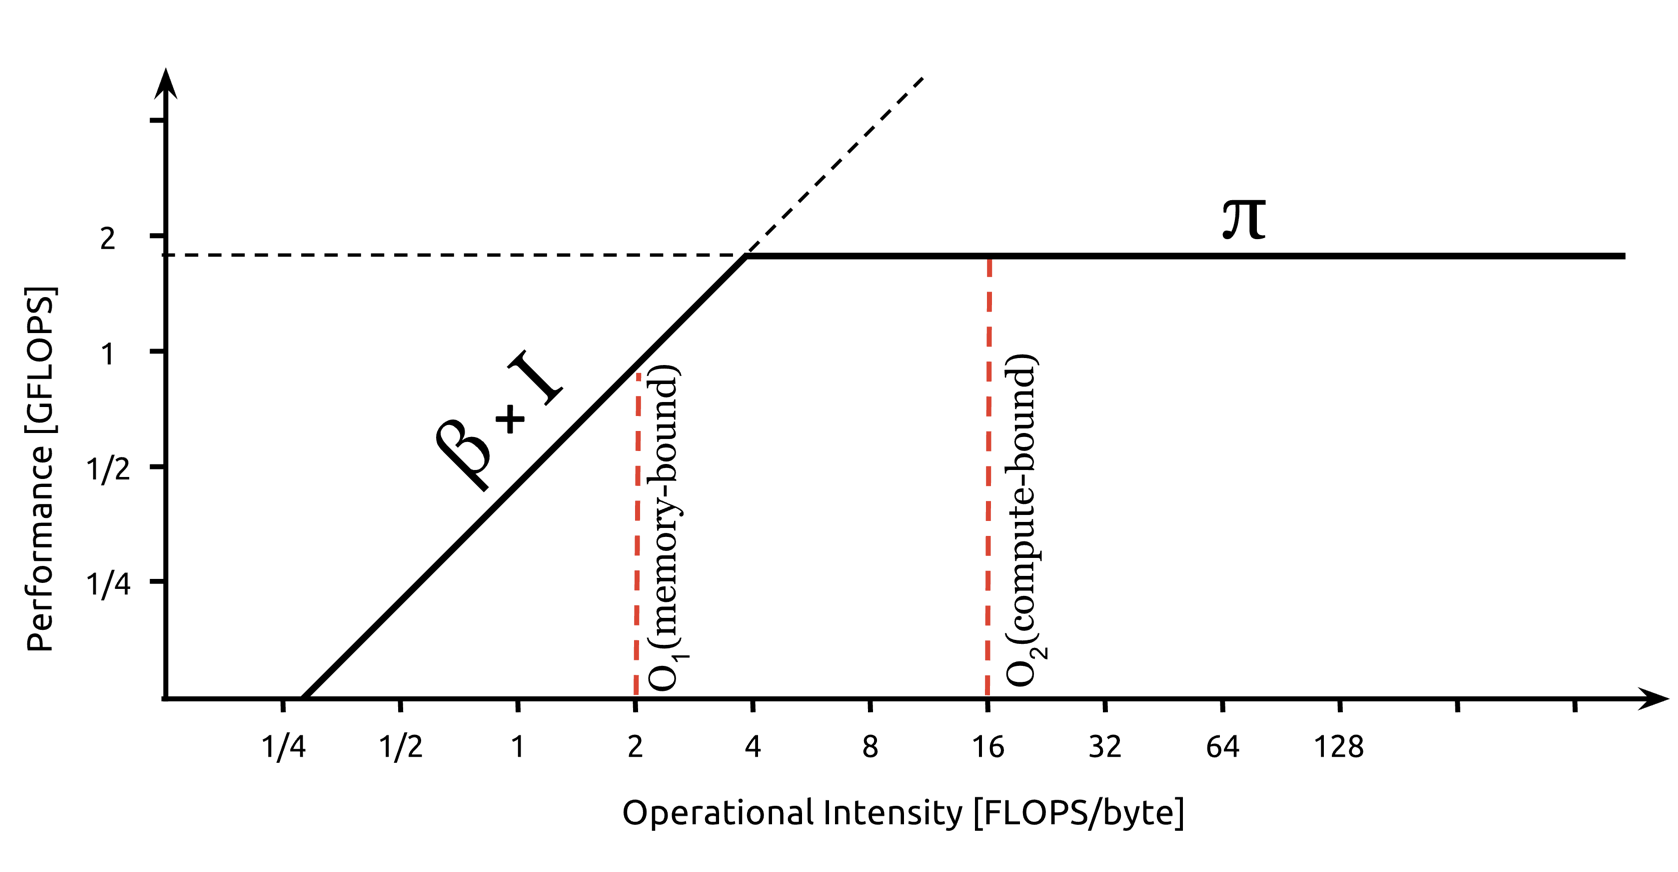 π
2
1
1/2
1/4
Performance [GFLOPS]
β + I
O1(memory-bound)
O2(compute-bound)
1/4 1/2 1 2 4 8 16 32 64 128
Operational Intensity [FLOPS/byte]